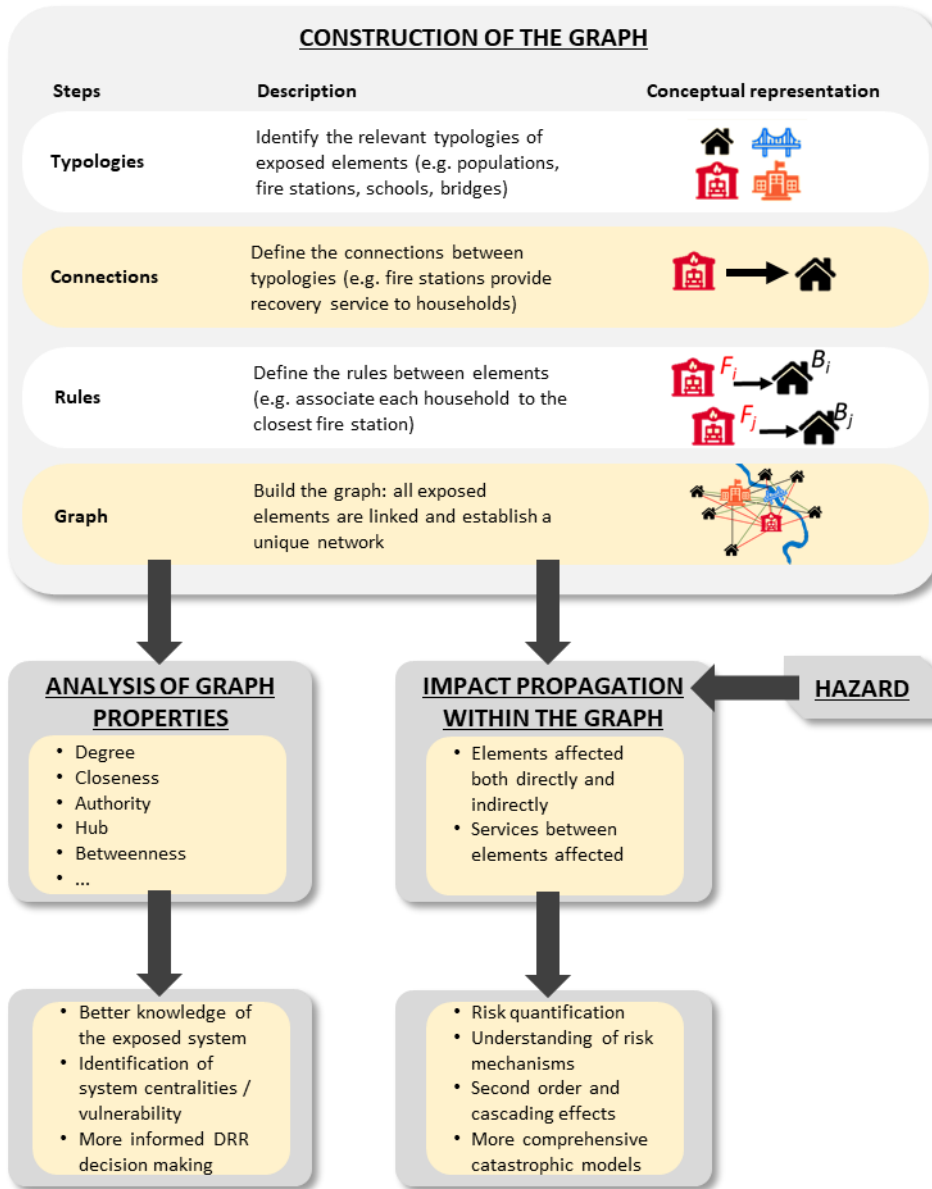 CONSTRUCTION OF THE GRAPH
Steps
Description
Conceptual representation
Typologies
Identify the relevant typologies of
exposed elements (e.g. populations,
fire stations, schools, bridges)
Connections
Define the connections between
typologies (e.g. fire stations provide
recovery service to households)
Rules
Define the rules between elements
(e.g. associate each household to the
closest fire station)
F_i B_i
F_j B_j
Graph
Build the graph: all exposed
elements are linked and establish a
unique network
ANALYSIS OF GRAPH
PROPERTIES
• Degree
• Closeness
• Authority
• Hub
• Betweenness
• ...
IMPACT PROPAGATION
WITHIN THE GRAPH
• Elements affected
both directly and
indirectly
• Services between
elements affected
HAZARD
• Better knowledge of
the exposed system
• Identification of
system centralities /
vulnerability
• More informed DRR
decision making
• Risk quantification
• Understanding of risk
mechanisms
• Second order and
cascading effects
• More comprehensive
catastrophic models